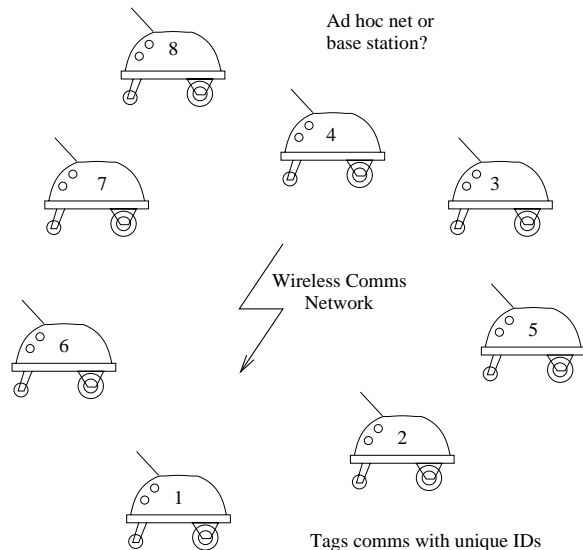 Ad hoc net or
base station?
8
4
7
3
Wireless Comms
Network
5
6
2
1
Tags comms with unique IDs